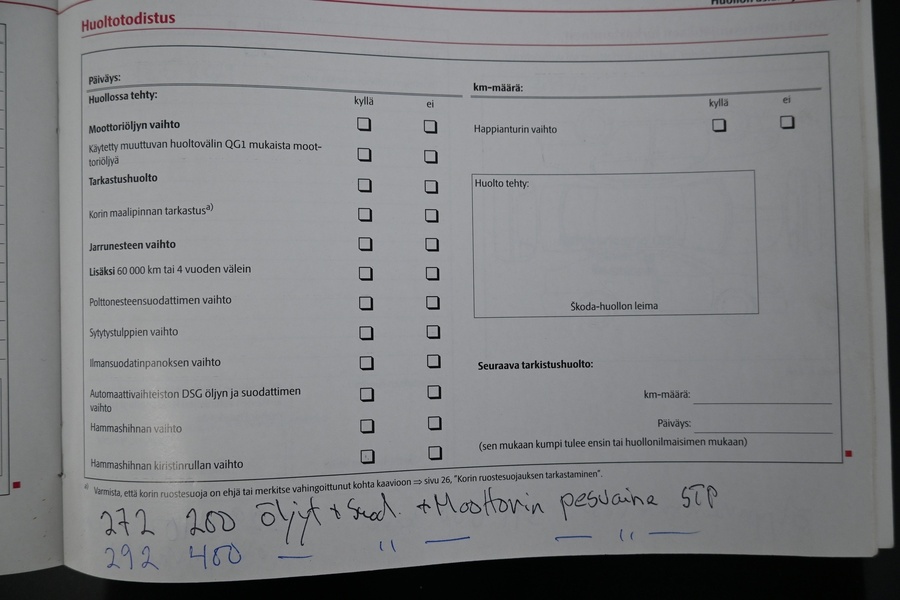 Huoltotodistus
Päiväys:
Huollossa tehty:
kyllä ei
Moottoriöljyn vaihto
Käytetty muuttuvan huoltovälin QG1 mukaista moot-
toriöljyä
Tarkastushuolto
Korin maalipinnan tarkastus a)
Jarrunesteen vaihto
Lisäksi 60 000 km tai 4 vuoden välein
Polttonesteensuodattimen vaihto
Sytytystulppien vaihto
Ilmansuodatinpanoksen vaihto
Automaattivaihteiston DSG öljyn ja suodattimen
vaihto
Hammashihnan vaihto
Hammashihnan kiristinrullan vaihto
km-määrä:
kyllä ei
Happianturin vaihto
Huolto tehty:
Škoda-huollon leima
Seuraava tarkistushuolto:
km-määrä:
Päiväys:
(sen mukaan kumpi tulee ensin tai huollonilmaisimen mukaan)
a) Varmista, että korin ruostesuoja on ehjä tai merkitse vahingoittunut kohta kaavioon ⇒ sivu 26, "Korin ruostesuojauksen tarkastaminen".
272 200 öljyt + Suod. + Moottorin pesuaine STP
292 400 — " — — " —